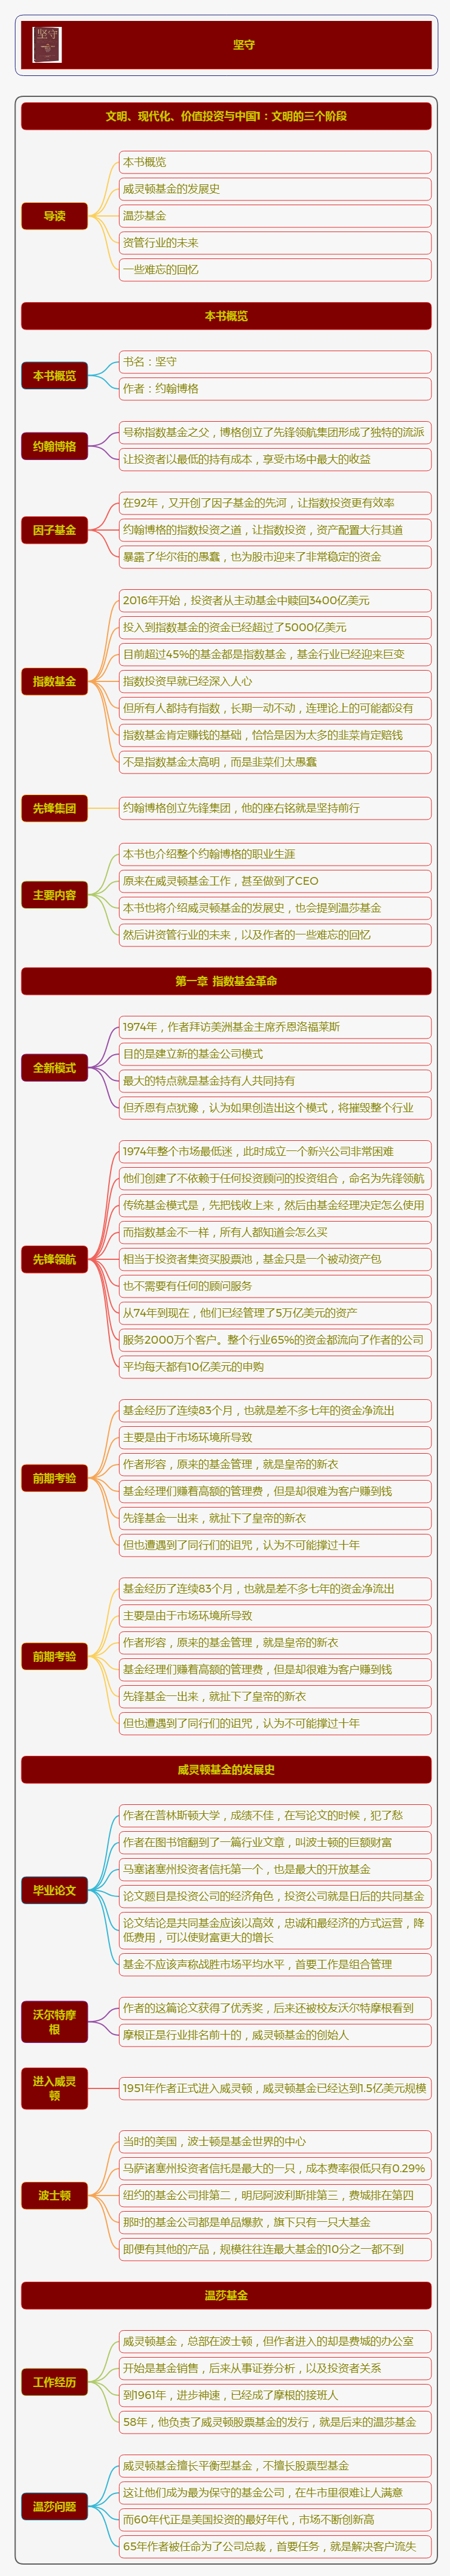 坚守
坚守
文明、现代化、价值投资与中国1：文明的三个阶段
导读
本书概览
威灵顿基金的发展史
温莎基金
资管行业的未来
一些难忘的回忆
本书概览
本书概览
书名：坚守
作者：约翰博格
约翰博格
号称指数基金之父，博格创立了先锋领航集团形成了独特的流派
让投资者以最低的持有成本，享受市场中最大的收益
因子基金
在92年，又开创了因子基金的先河，让指数投资更有效率
约翰博格的指数投资之道，让指数投资，资产配置大行其道
暴露了华尔街的愚蠢，也为股市迎来了非常稳定的资金
指数基金
2016年开始，投资者从主动基金中赎回3400亿美元
投入到指数基金的资金已经超过了5000亿美元
目前超过45%的基金都是指数基金，基金行业已经迎来巨变
指数投资早就已经深入人心
但所有人都持有指数，长期一动不动，连理论上的可能都没有
指数基金肯定赚钱的基础，恰恰是因为太多的韭菜肯定赔钱
不是指数基金太高明，而是韭菜们太愚蠢
先锋集团
约翰博格创立先锋集团，他的座右铭就是坚持前行
主要内容
本书也介绍整个约翰博格的职业生涯
原来在威灵顿基金工作，甚至做到了CEO
本书也将介绍威灵顿基金的发展史，也会提到温莎基金
然后讲资管行业的未来，以及作者的一些难忘的回忆
第一章 指数基金革命
全新模式
1974年，作者拜访美洲基金主席乔恩洛福莱斯
目的是建立新的基金公司模式
最大的特点就是基金持有人共同持有
但乔恩有点犹豫，认为如果创造出这个模式，将摧毁整个行业
先锋领航
1974年整个市场最低迷，此时成立一个新兴公司非常困难
他们创建了不依赖于任何投资顾问的投资组合，命名为先锋领航
传统基金模式是，先把钱收上来，然后由基金经理决定怎么使用
而指数基金不一样，所有人都知道会怎么买
相当于投资者集资买股票池，基金只是一个被动资产包
也不需要有任何的顾问服务
从74年到现在，他们已经管理了5万亿美元的资产
服务2000万个客户。整个行业65%的资金都流向了作者的公司
平均每天都有10亿美元的申购
前期考验
基金经历了连续83个月，也就是差不多七年的资金净流出
主要是由于市场环境所导致
作者形容，原来的基金管理，就是皇帝的新衣
基金经理们赚着高额的管理费，但是却很难为客户赚到钱
先锋基金一出来，就扯下了皇帝的新衣
但也遭遇到了同行们的诅咒，认为不可能撑过十年
前期考验
基金经历了连续83个月，也就是差不多七年的资金净流出
主要是由于市场环境所导致
作者形容，原来的基金管理，就是皇帝的新衣
基金经理们赚着高额的管理费，但是却很难为客户赚到钱
先锋基金一出来，就扯下了皇帝的新衣
但也遭遇到了同行们的诅咒，认为不可能撑过十年
威灵顿基金的发展史
毕业论文
作者在普林斯顿大学，成绩不佳，在写论文的时候，犯了愁
作者在图书馆翻到了一篇行业文章，叫波士顿的巨额财富
马塞诸塞州投资者信托第一个，也是最大的开放基金
论文题目是投资公司的经济角色，投资公司就是日后的共同基金
论文结论是共同基金应该以高效，忠诚和最经济的方式运营，降
低费用，可以使财富更大的增长
基金不应该声称战胜市场平均水平，首要工作是组合管理
沃尔特摩
根
作者的这篇论文获得了优秀奖，后来还被校友沃尔特摩根看到
摩根正是行业排名前十的，威灵顿基金的创始人
进入威灵
顿
1951年作者正式进入威灵顿，威灵顿基金已经达到1.5亿美元规模
波士顿
当时的美国，波士顿是基金世界的中心
马萨诸塞州投资者信托是最大的一只，成本费率很低只有0.29%
纽约的基金公司排第二，明尼阿波利斯排第三，费城排在第四
那时的基金公司都是单品爆款，旗下只有一只大基金
即便有其他的产品，规模往往连最大基金的10分之一都不到
温莎基金
工作经历
威灵顿基金，总部在波士顿，但作者进入的却是费城的办公室
开始是基金销售，后来从事证券分析，以及投资者关系
到1961年，进步神速，已经成了摩根的接班人
58年，他负责了威灵顿股票基金的发行，就是后来的温莎基金
温莎问题
威灵顿基金擅长平衡型基金，不擅长股票型基金
这让他们成为最为保守的基金公司，在牛市里很难让人满意
而60年代正是美国投资的最好年代，市场不断创新高
65年作者被任命为了公司总裁，首要任务，就是解决客户流失